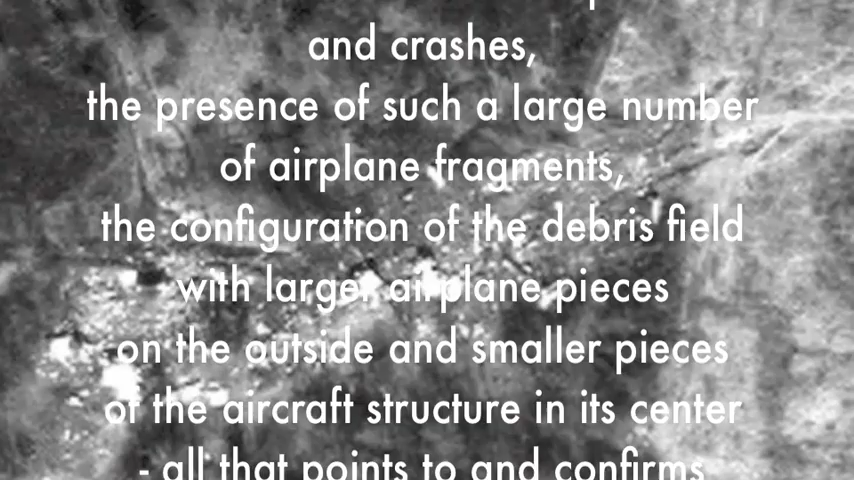 and crashes,
the presence of such a large number
of airplane fragments,
the configuration of the debris field
with larger airplane pieces
on the outside and smaller pieces
of the aircraft structure in its center
- all that points to and confirms